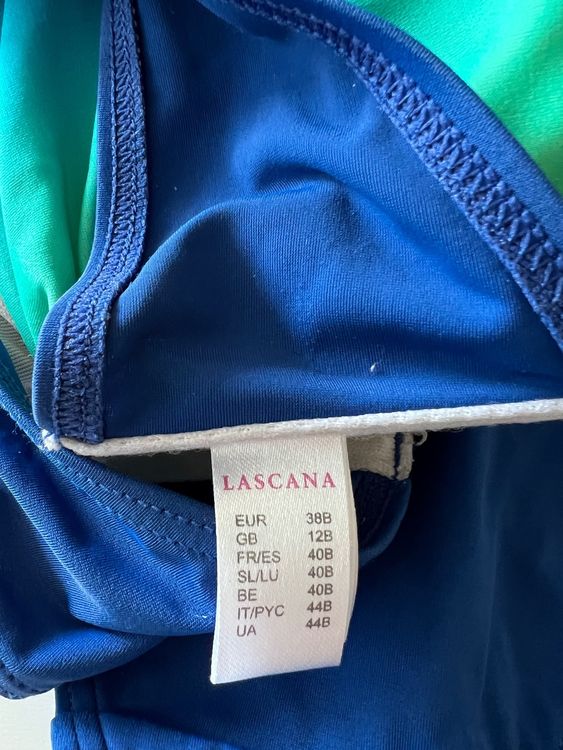 LASCANA
EUR 38B
GB 12B
FR/ES 40B
SL/LU 40B
BE 40B
IT/PYC 44B
UA 44B